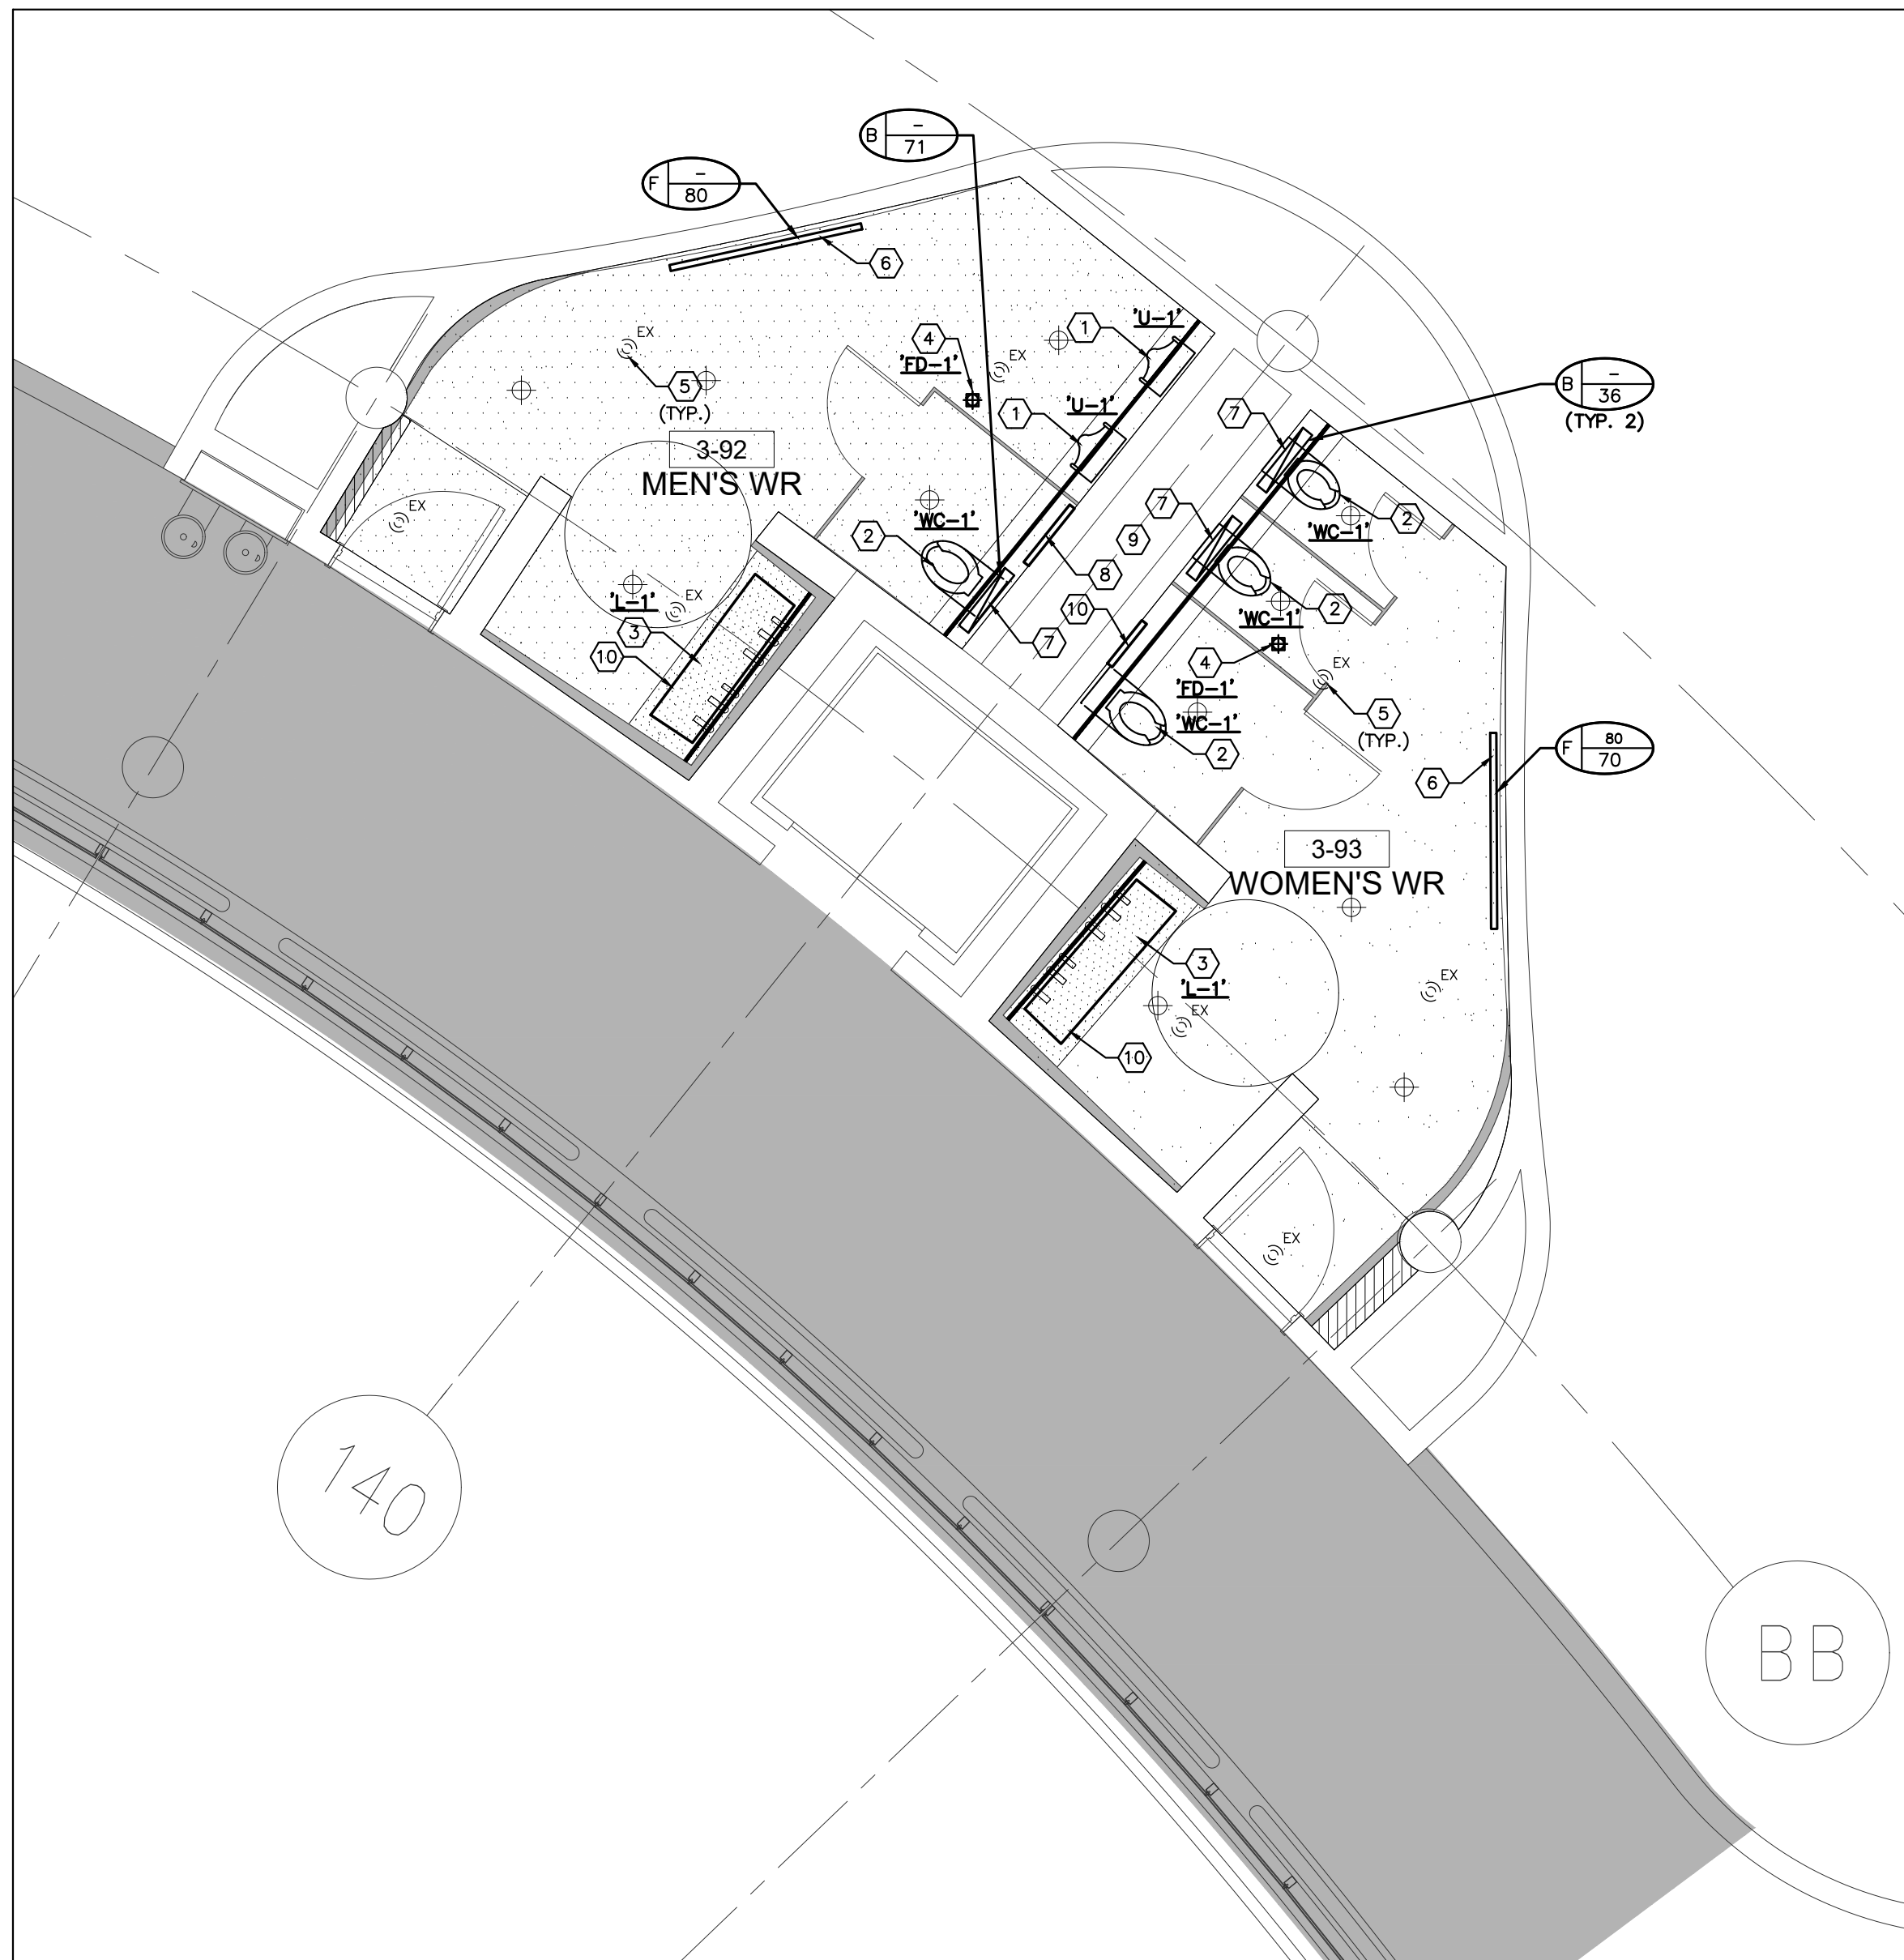 B
–
71
F
–
80
6
1
'U-1'
4
'FD-1'
EX
EX
5
(TYP.)
1
'U-1'
7
B
–
36
(TYP. 2)
3-92
MEN'S WR
EX
'WC-1'
2
7
9
8
2
'WC-1'
10
2
'WC-1'
7
EX
'L-1'
3
10
4
'FD-1'
EX
'WC-1'
2
5
(TYP.)
6
F
80
70
3-93
WOMEN'S WR
3
'L-1'
EX
EX
10
EX
140
BB